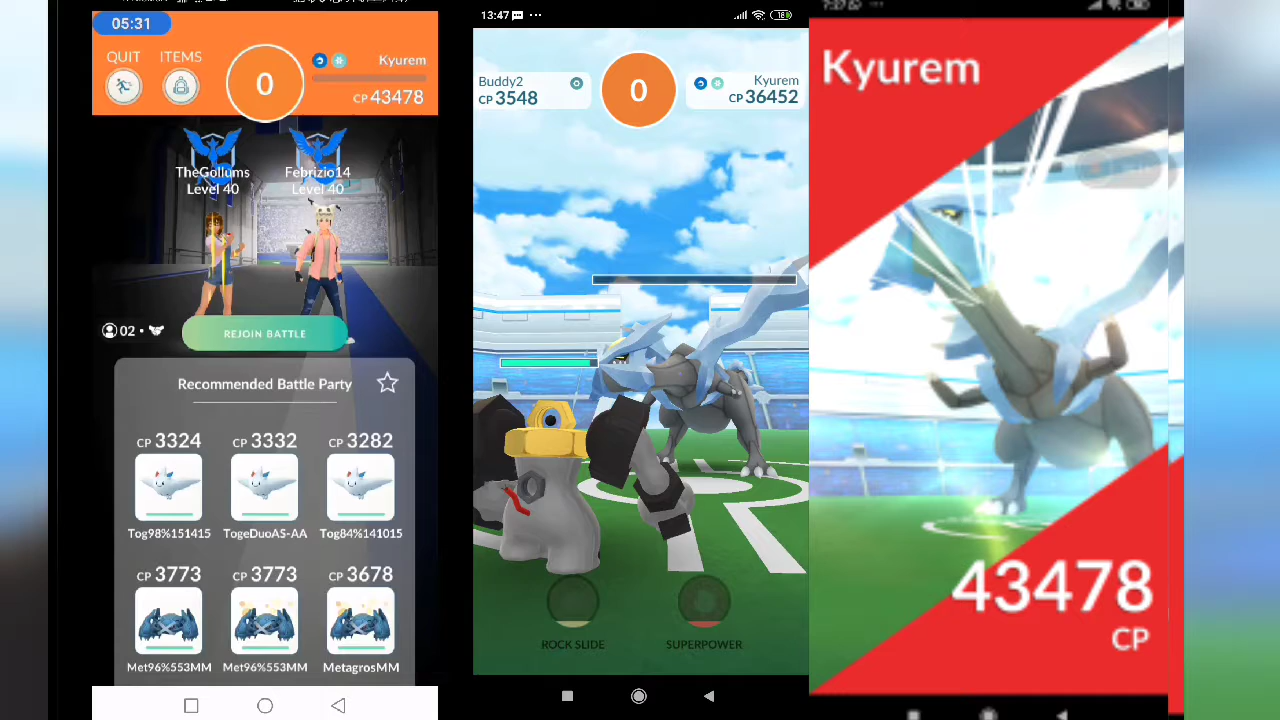 05:31
QUIT ITEMS
0
Kyurem
CP 43478
TheGollums
Level 40
Febrizio14
Level 40
02
REJOIN BATTLE
Recommended Battle Party
CP 3324 CP 3332 CP 3282
Tog98%151415 TogeDuoAS-AA Tog84%141015
CP 3773 CP 3773 CP 3678
Met96%553MM Met96%553MM MetagrosMM
13:47
18
Buddy2
CP 3548
0
Kyurem
CP 36452
ROCK SLIDE SUPERPOWER
Kyurem
43478
CP